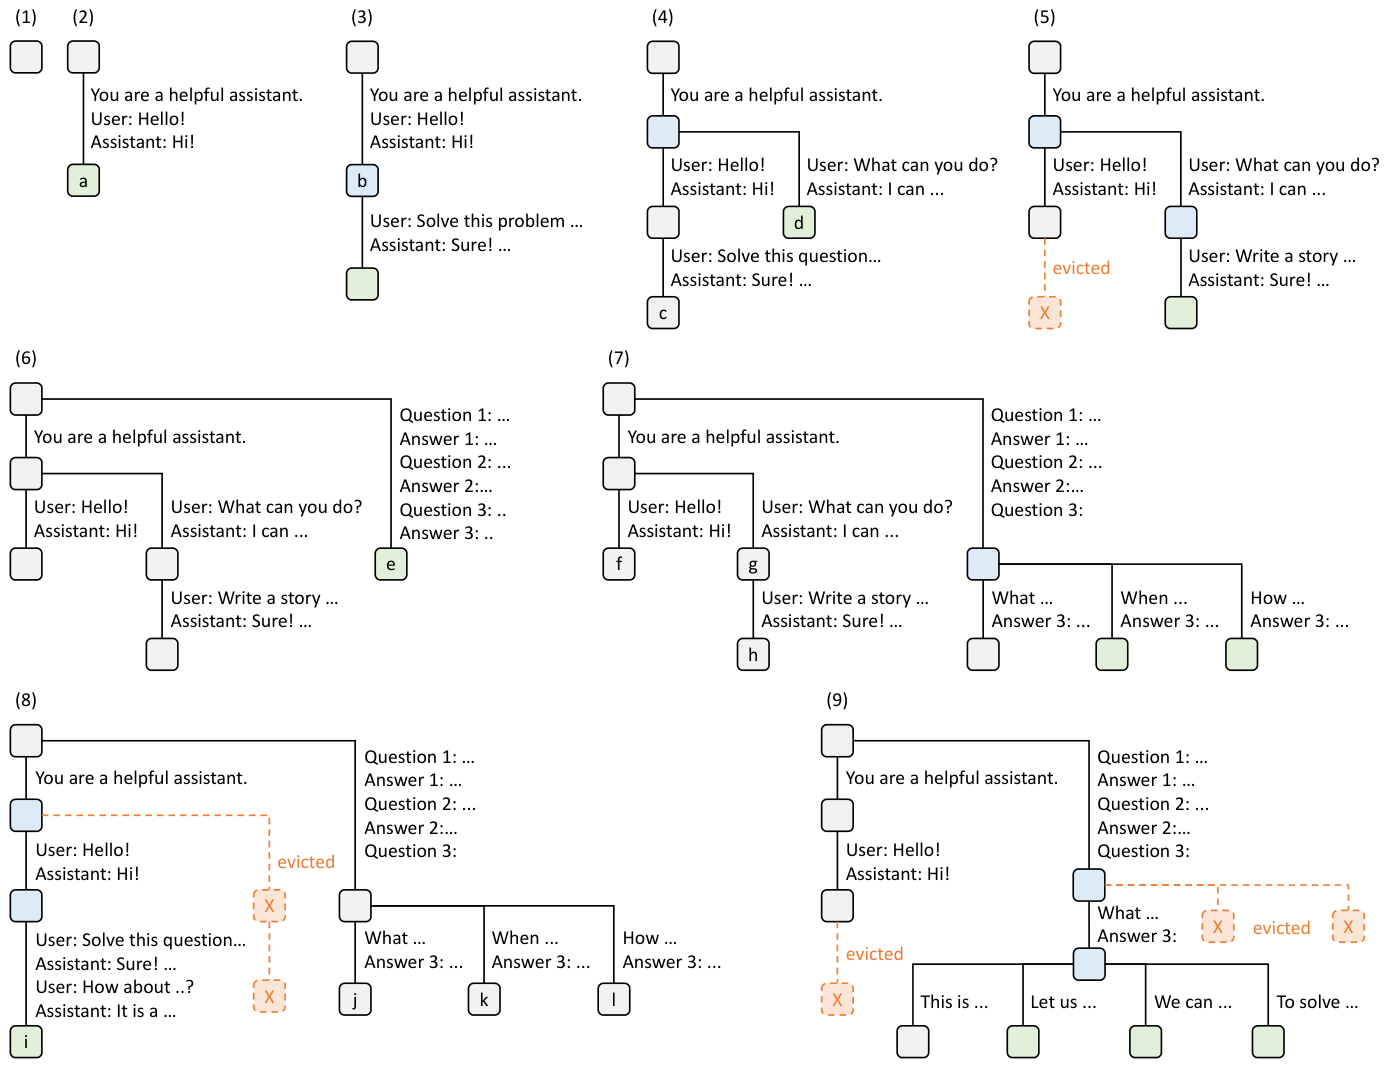 (1)
(2)
You are a helpful assistant.
User: Hello!
Assistant: Hi!
a
(3)
You are a helpful assistant.
User: Hello!
Assistant: Hi!
b
User: Solve this problem ...
Assistant: Sure! ...
(4)
You are a helpful assistant.
User: Hello!
Assistant: Hi!
User: What can you do?
Assistant: I can ...
d
User: Solve this question...
Assistant: Sure! ...
c
(5)
You are a helpful assistant.
User: Hello!
Assistant: Hi!
User: What can you do?
Assistant: I can ...
evicted
X
User: Write a story ...
Assistant: Sure! ...
(6)
You are a helpful assistant.
User: Hello!
Assistant: Hi!
User: What can you do?
Assistant: I can ...
User: Write a story ...
Assistant: Sure! ...
Question 1: ...
Answer 1: ...
Question 2: ...
Answer 2:...
Question 3: ..
Answer 3: ..
e
(7)
You are a helpful assistant.
User: Hello!
Assistant: Hi!
f
User: What can you do?
Assistant: I can ...
g
User: Write a story ...
Assistant: Sure! ...
h
Question 1: ...
Answer 1: ...
Question 2: ...
Answer 2:...
Question 3:
What ...
Answer 3: ...
When ...
Answer 3: ...
How ...
Answer 3: ...
(8)
You are a helpful assistant.
User: Hello!
Assistant: Hi!
User: Solve this question...
Assistant: Sure! ...
User: How about ..?
Assistant: It is a ...
i
evicted
X
X
Question 1: ...
Answer 1: ...
Question 2: ...
Answer 2:...
Question 3:
What ...
Answer 3: ...
j
When ...
Answer 3: ...
k
How ...
Answer 3: ...
l
(9)
You are a helpful assistant.
User: Hello!
Assistant: Hi!
evicted
X
Question 1: ...
Answer 1: ...
Question 2: ...
Answer 2:...
Question 3:
What ...
Answer 3:
X
evicted
X
This is ...
Let us ...
We can ...
To solve ...